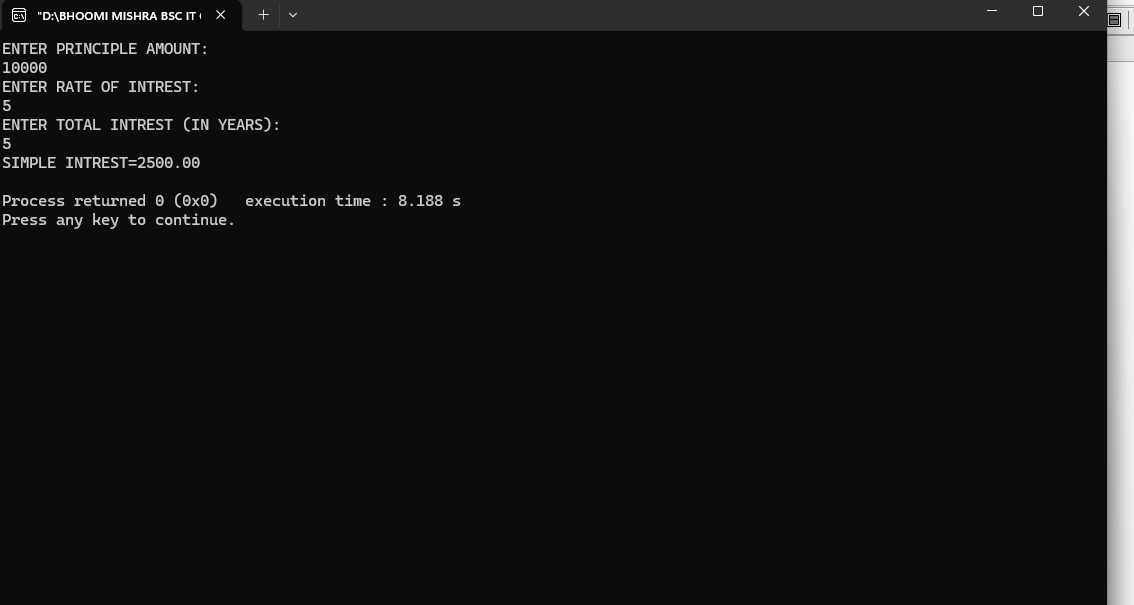 "D:\BHOOMI MISHRA BSC IT
ENTER PRINCIPLE AMOUNT:
10000
ENTER RATE OF INTREST:
5
ENTER TOTAL INTREST (IN YEARS):
5
SIMPLE INTREST=2500.00
Process returned 0 (0x0)   execution time : 8.188 s
Press any key to continue.